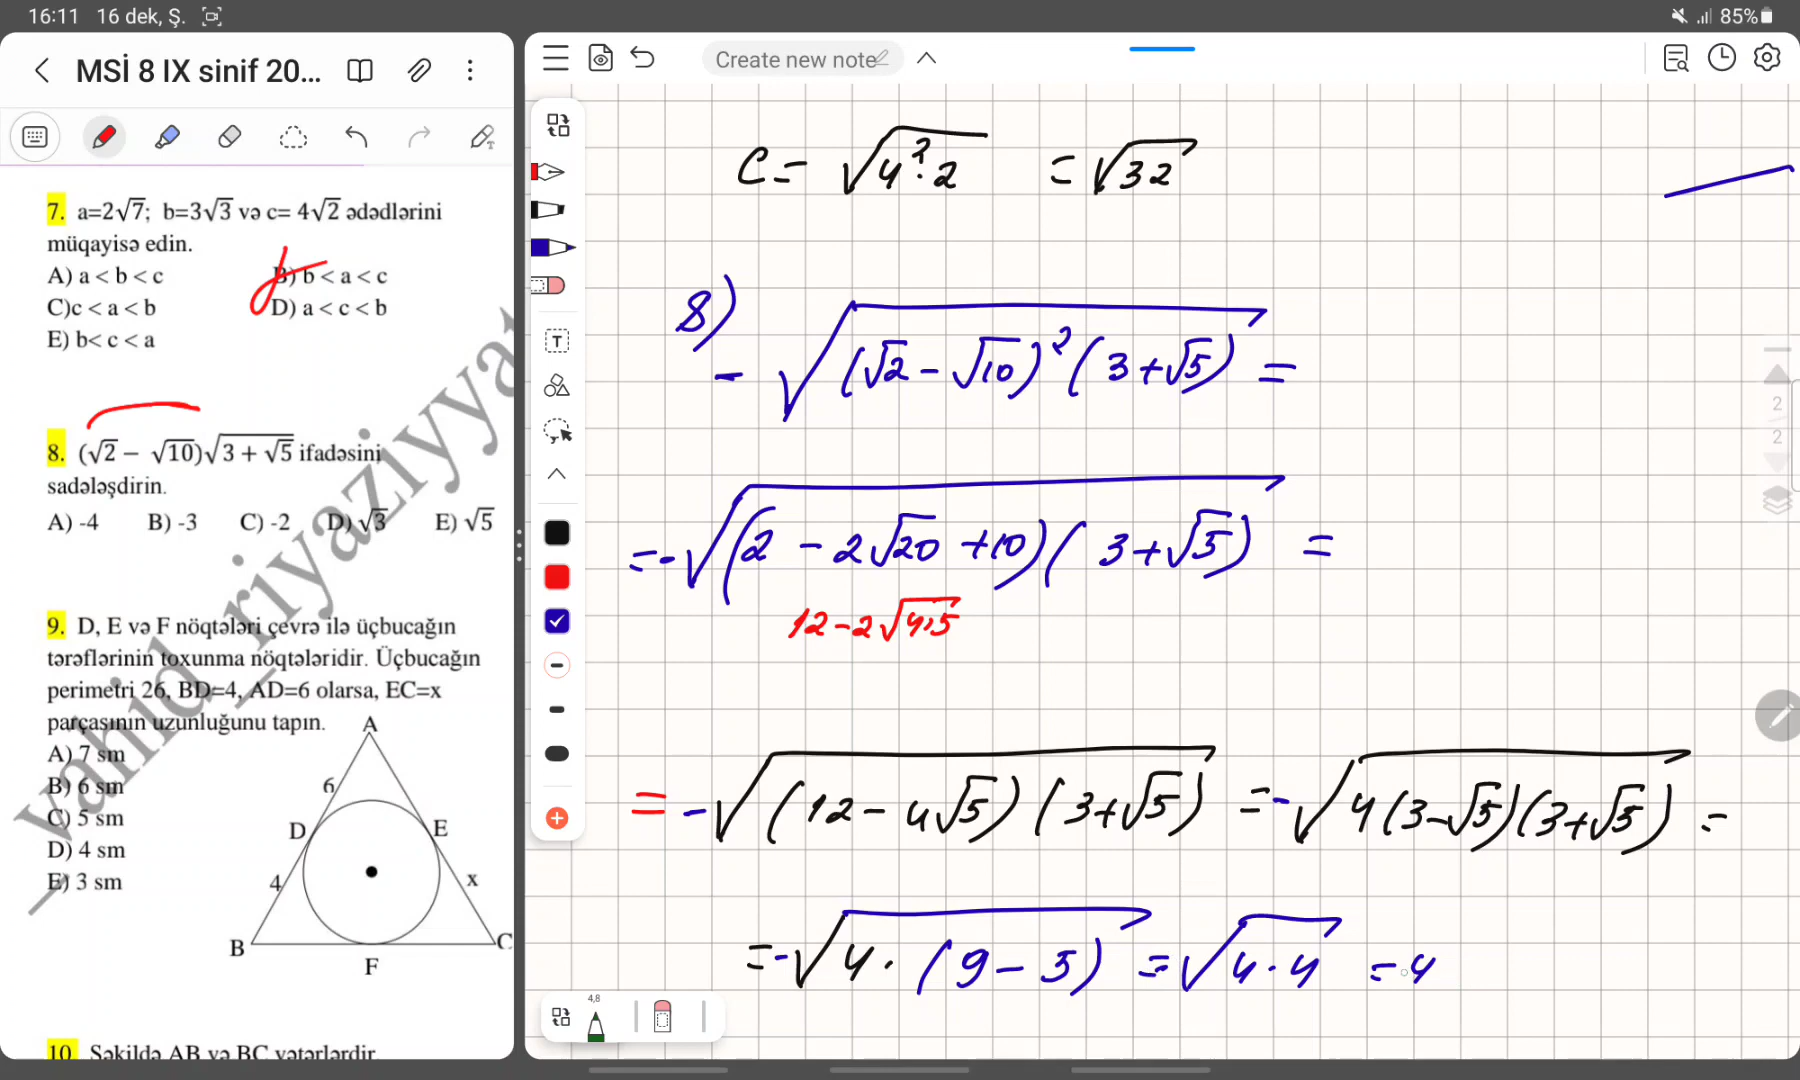 16:11 16 dek, Ş. 85%
MSİ 8 IX sinif 20...
Create new note
7. a=2√7; b=3√3 və c= 4√2 ədədlərini
müqayisə edin.
A) a < b < c B) b < a < c
C)c < a < b D) a < c < b
E) b< c < a
8. (√2 − √10)√(3 + √5) ifadəsini
sadələşdirin.
A) -4 B) -3 C) -2 D) √3 E) √5
9. D, E və F nöqtələri çevrə ilə üçbucağın
tərəflərinin toxunma nöqtələridir. Üçbucağın
perimetri 26, BD=4, AD=6 olarsa, EC=x
parçasının uzunluğunu tapın.
A) 7 sm
B) 6 sm
C) 5 sm
D) 4 sm
E) 3 sm
A
6
D E
4 x
B C
F
10. Şəkildə AB və BC vətərlərdir
_vahid_riyaziyyat
C = √(4²·2) = √32
8)
- √((√2 - √10)² (3+√5)) =
=-√((2 - 2√20 +10)(3+√5)) =
12-2√(4·5)
= -√((12-4√5)(3+√5)) =-√(4(3-√5)(3+√5)) =
=-√(4·(9-5)) =√(4·4) =-4
T
2
2
4,8